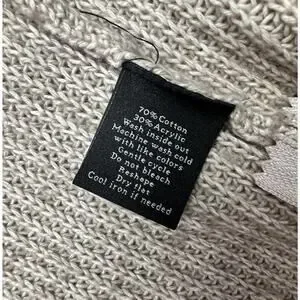 70% Cotton
30% Acrylic
Wash inside out
Machine wash cold
with like colors
Gentle cycle
Do not bleach
Reshape
Dry flat
Cool iron if needed